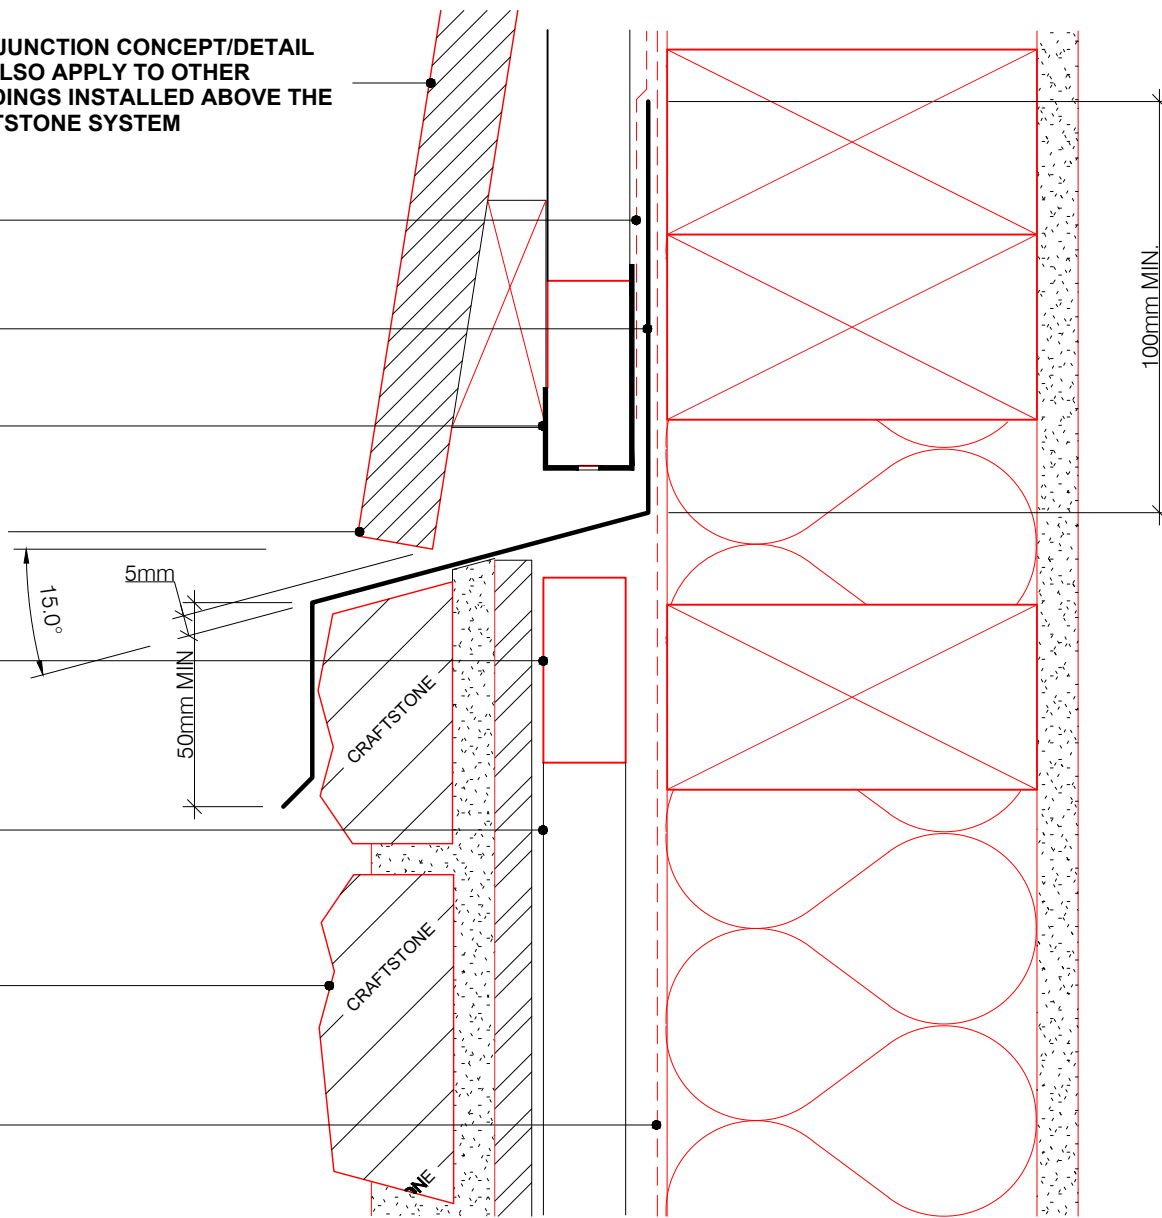 JUNCTION CONCEPT/DETAIL
LSO APPLY TO OTHER
DINGS INSTALLED ABOVE THE
TSTONE SYSTEM
100mm MIN.
5mm
15.0°
50mm MIN
CRAFTSTONE
CRAFTSTONE